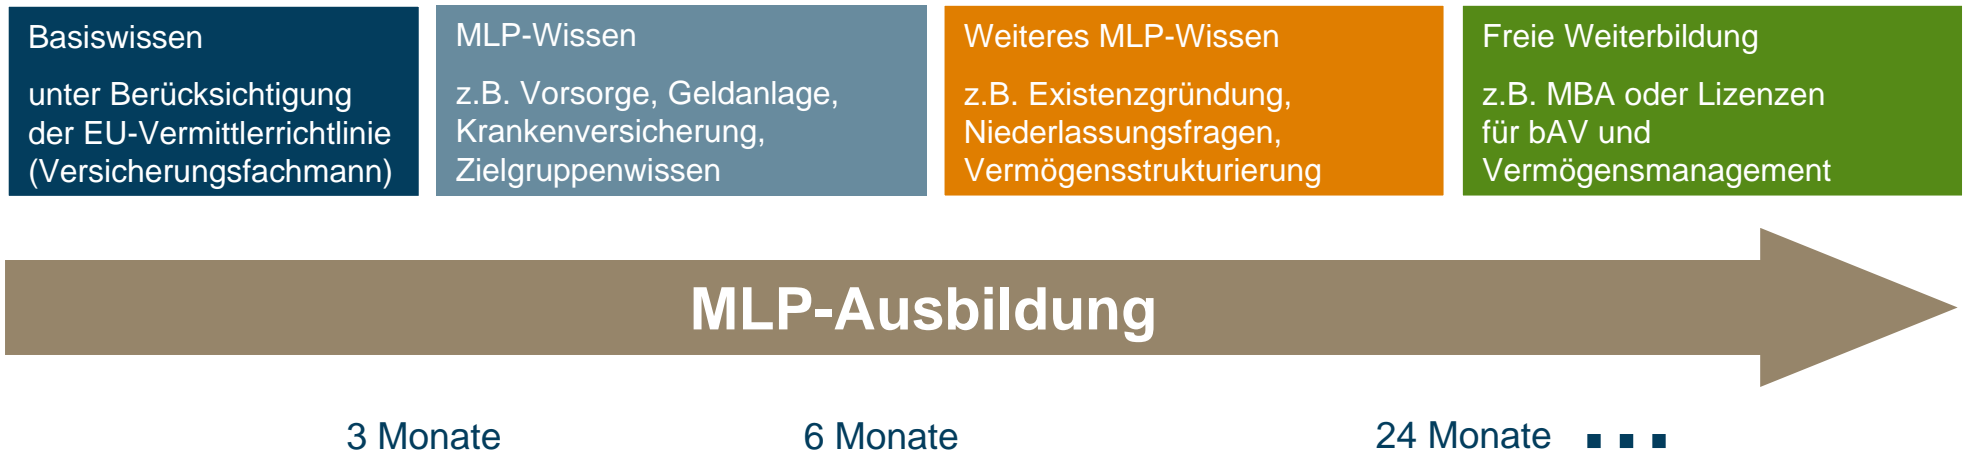 Basiswissen
unter Berücksichtigung
der EU-Vermittlerrichtlinie
(Versicherungsfachmann)
MLP-Wissen
z.B. Vorsorge, Geldanlage,
Krankenversicherung,
Zielgruppenwissen
Weiteres MLP-Wissen
z.B. Existenzgründung,
Niederlassungsfragen,
Vermögensstrukturierung
Freie Weiterbildung
z.B. MBA oder Lizenzen
für bAV und
Vermögensmanagement
MLP-Ausbildung
3 Monate
6 Monate
24 Monate ...